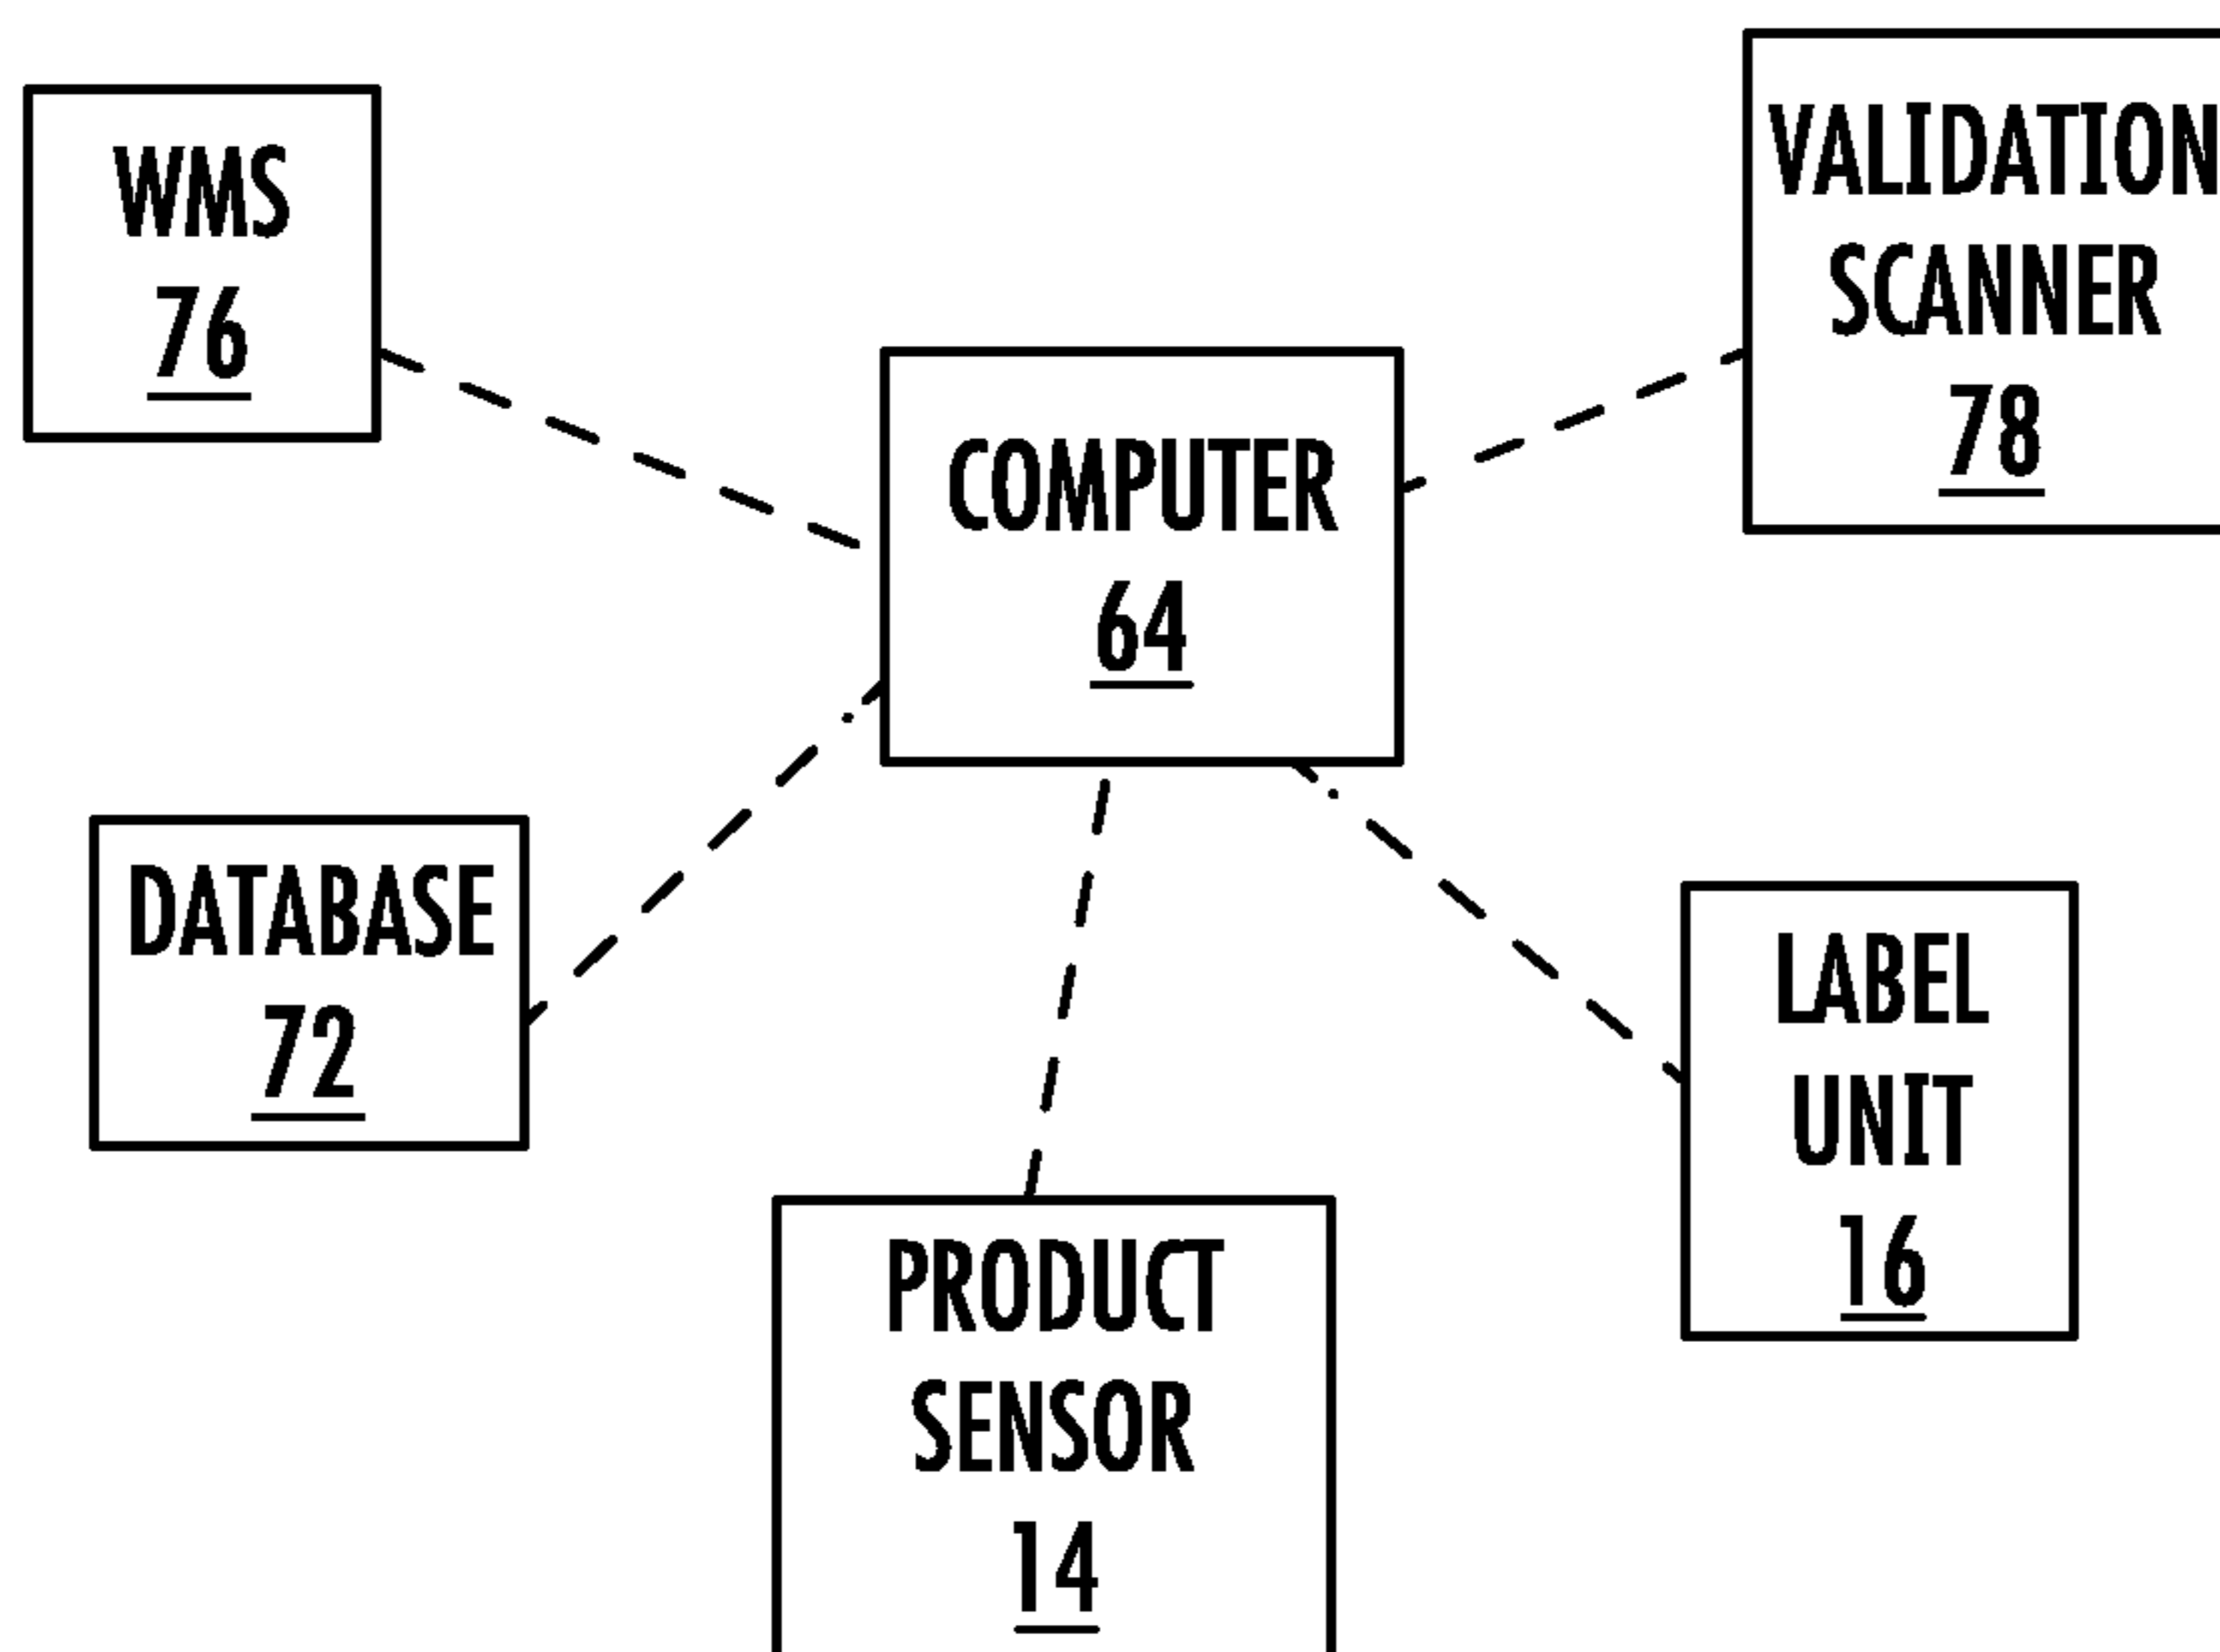 WMS
76
VALIDATION
SCANNER
78
COMPUTER
64
DATABASE
72
LABEL
UNIT
16
PRODUCT
SENSOR
14